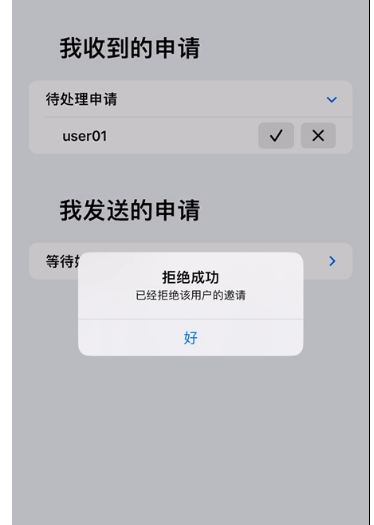 我收到的申请
待处理申请
user01
我发送的申请
等待
拒绝成功
已经拒绝该用户的邀请
好